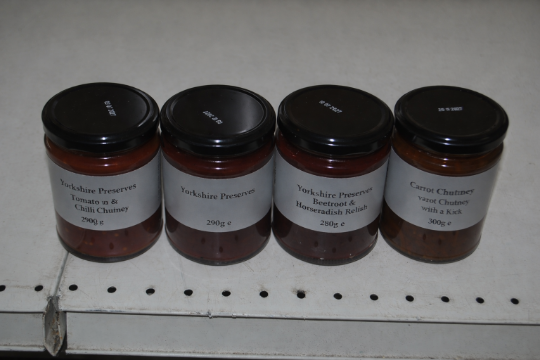 Yorkshire Preserves
Tomato n &
Chilli Chutney
290g e
Yorkshire Preserves
290g e
Yorkshire Preserves
Beetroot &
Horseradish Relish
280g e
Carrot Chutney
with a Kick
300g e